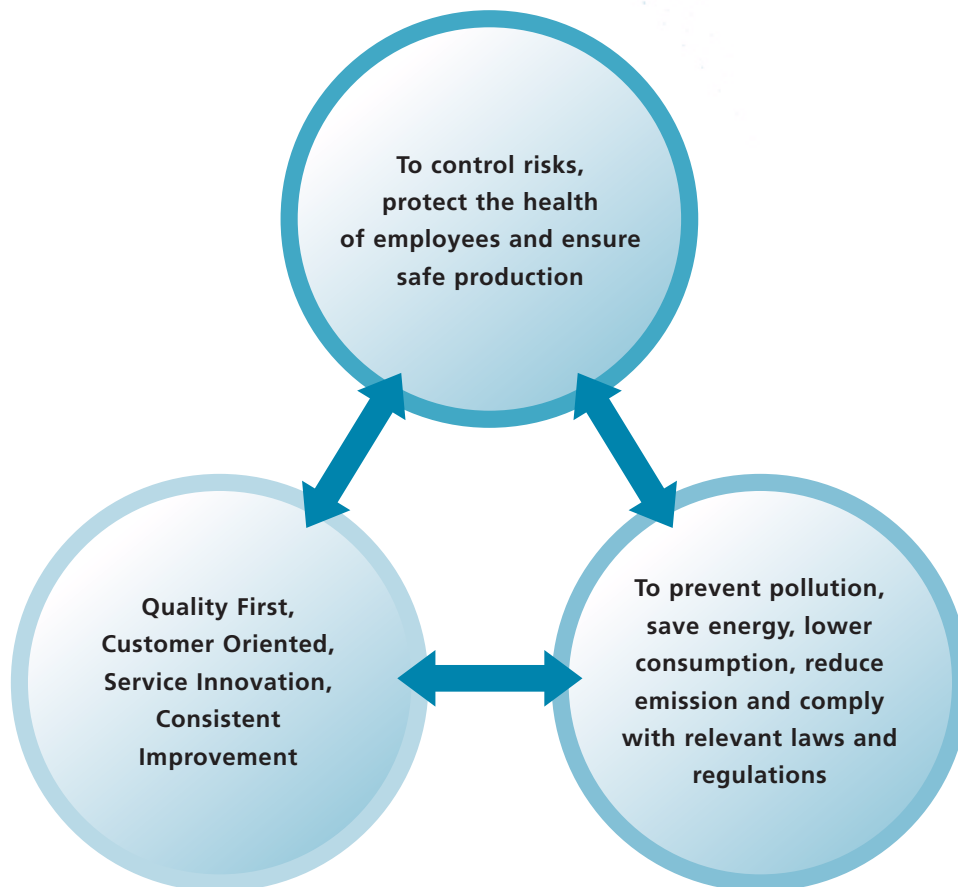 To control risks,
protect the health
of employees and ensure
safe production
Quality First,
Customer Oriented,
Service Innovation,
Consistent
Improvement
To prevent pollution,
save energy, lower
consumption, reduce
emission and comply
with relevant laws and
regulations